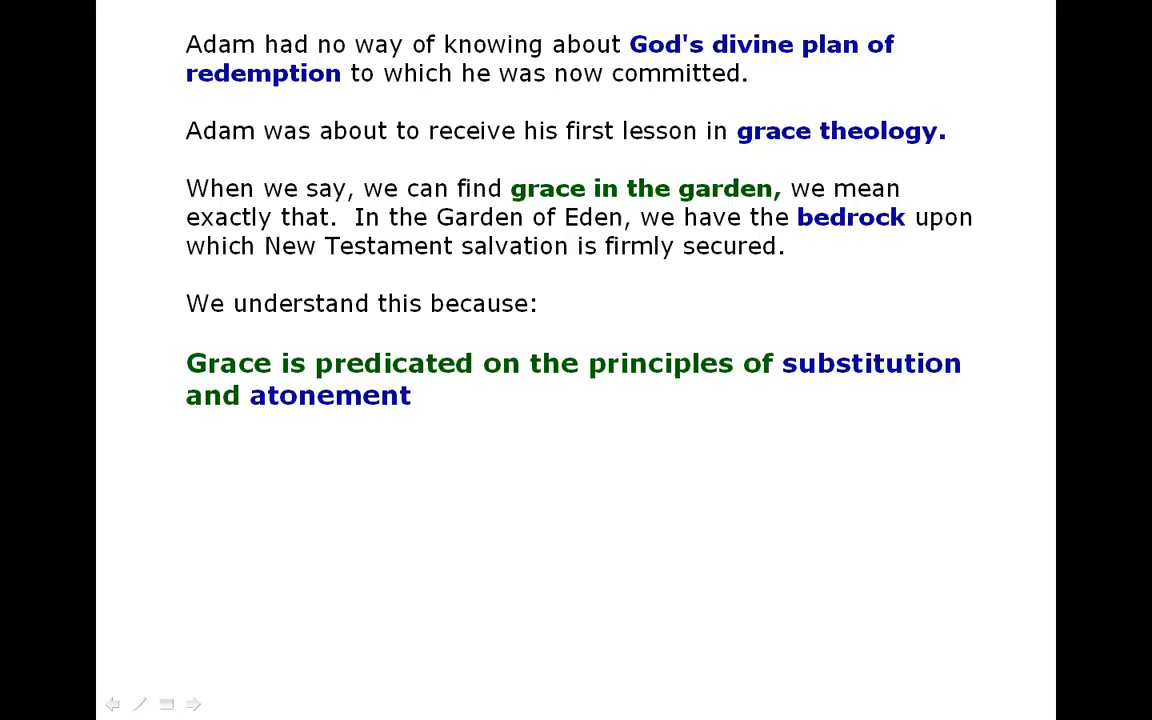 Adam had no way of knowing about God's divine plan of
redemption to which he was now committed.
Adam was about to receive his first lesson in grace theology.
When we say, we can find grace in the garden, we mean
exactly that.  In the Garden of Eden, we have the bedrock upon
which New Testament salvation is firmly secured.
We understand this because:
Grace is predicated on the principles of substitution
and atonement